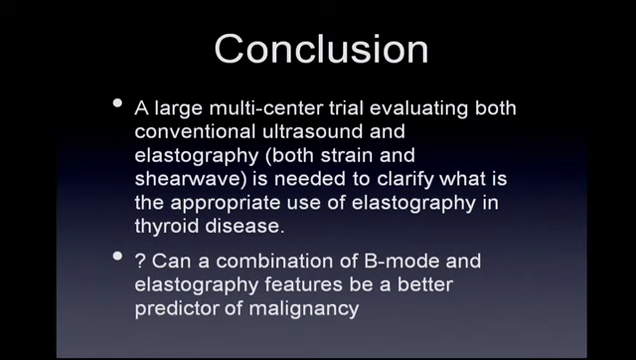 Conclusion
• A large multi-center trial evaluating both
conventional ultrasound and
elastography (both strain and
shearwave) is needed to clarify what is
the appropriate use of elastography in
thyroid disease.
• ? Can a combination of B-mode and
elastography features be a better
predictor of malignancy